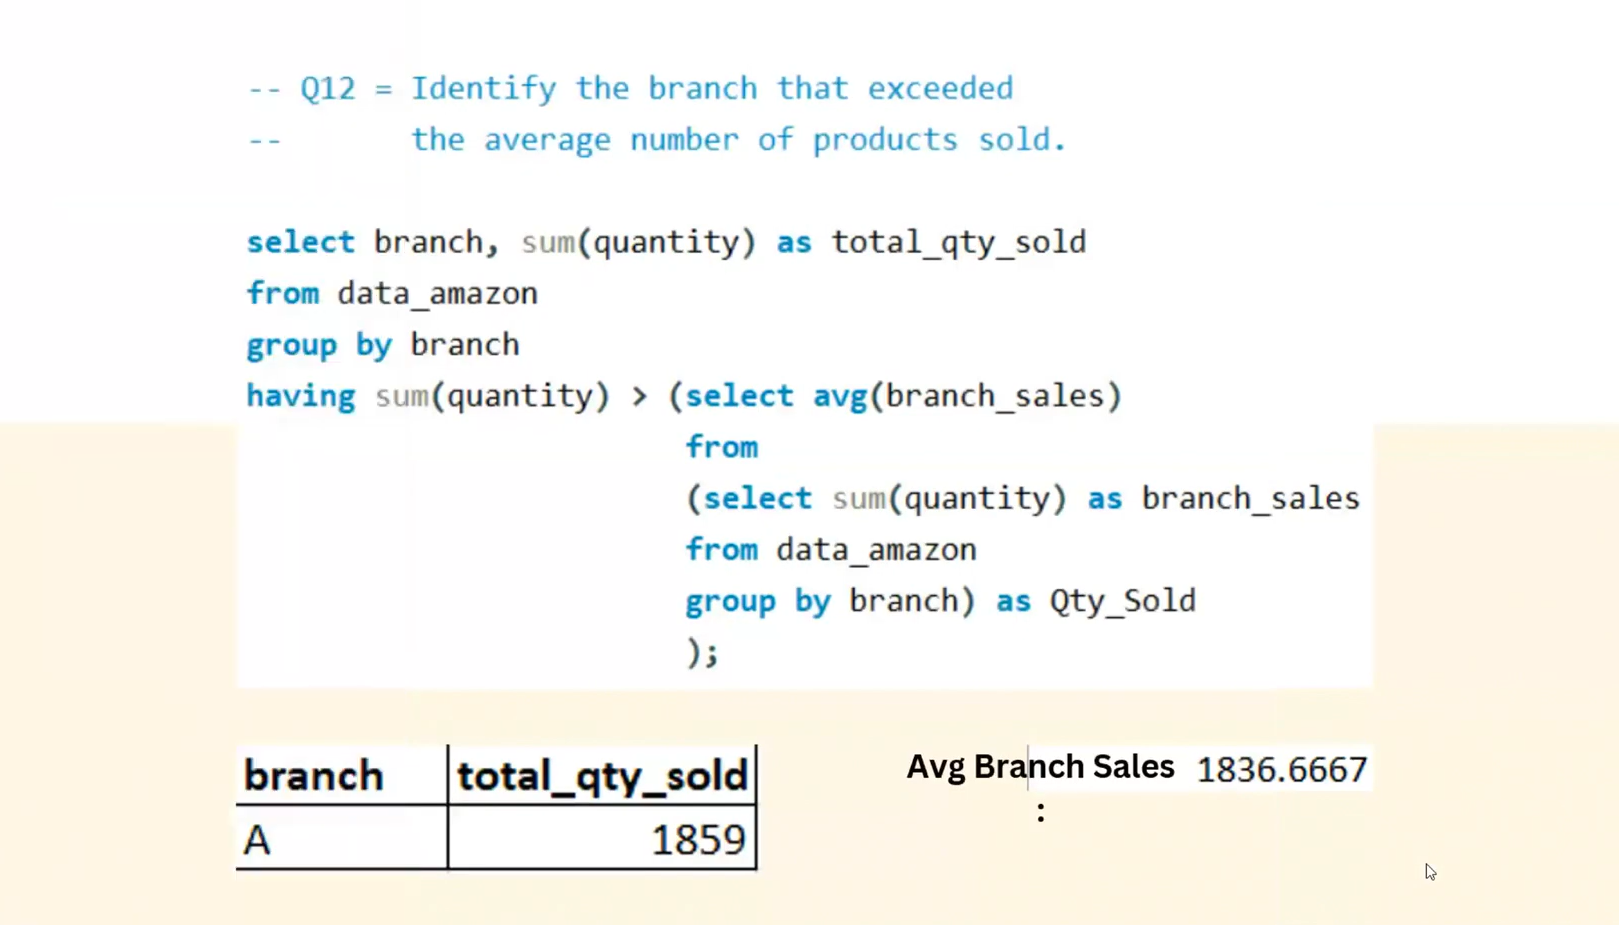 -- Q12 = Identify the branch that exceeded
-- the average number of products sold.
select branch, sum(quantity) as total_qty_sold
from data_amazon
group by branch
having sum(quantity) > (select avg(branch_sales)
from
(select sum(quantity) as branch_sales
from data_amazon
group by branch) as Qty_Sold
);
branch total_qty_sold
A 1859
Avg Branch Sales 1836.6667
: